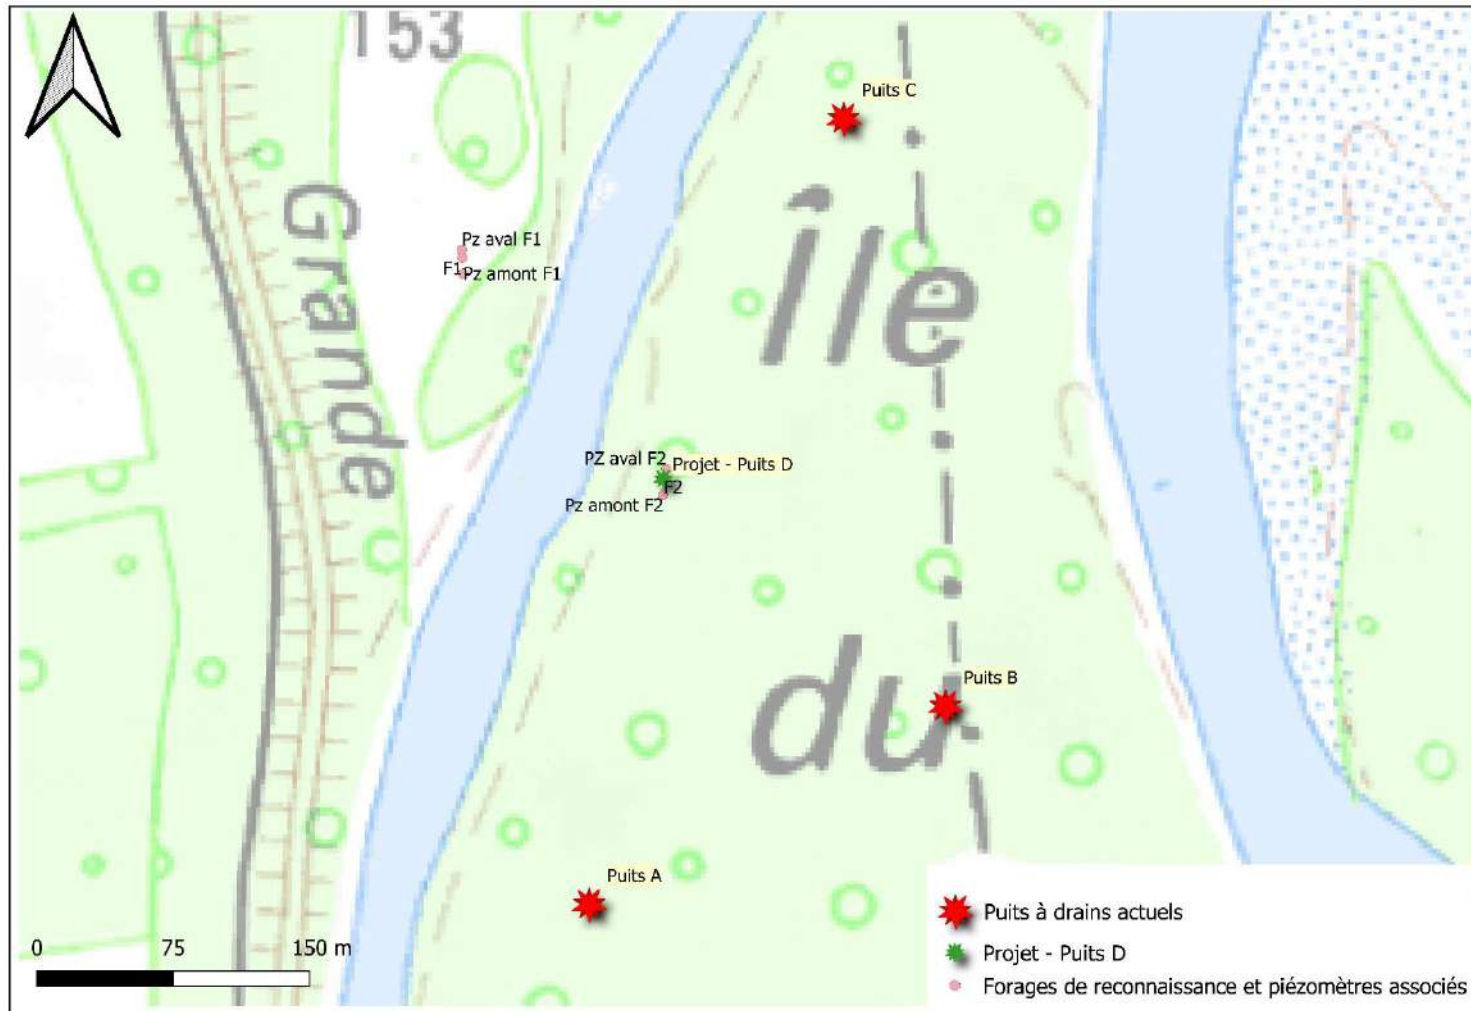 153
Puits C
Grande
Île
Pz aval F1
F1
Pz amont F1
PZ aval F2
Projet - Puits D
F2
Pz amont F2
du
Puits B
Puits A
0 75 150 m
Puits à drains actuels
Projet - Puits D
Forages de reconnaissance et piézomètres associés